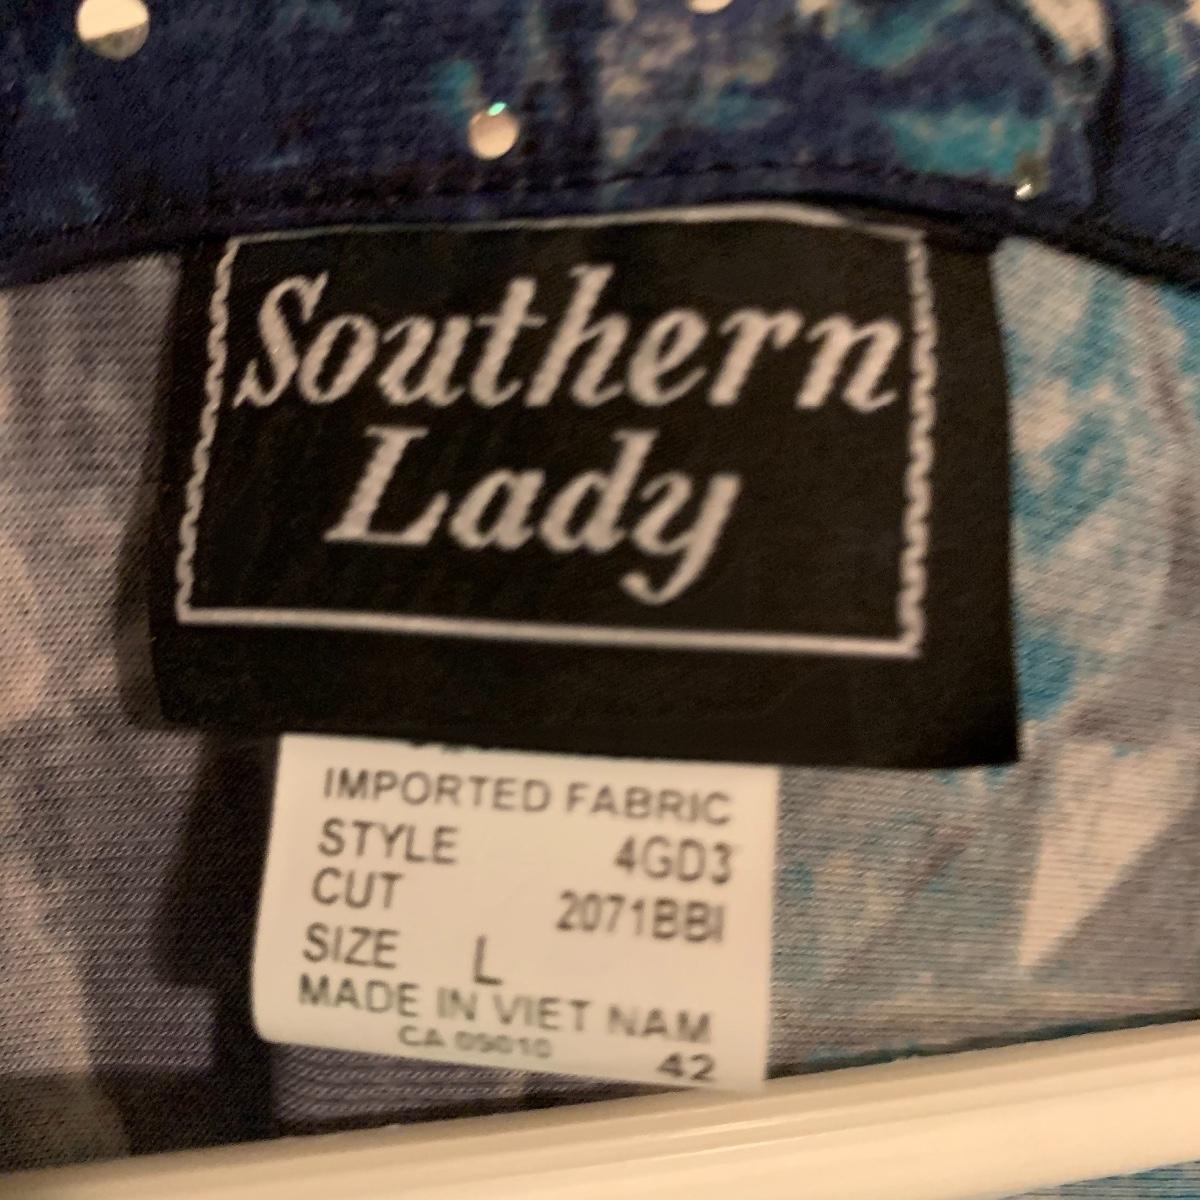 Southern
Lady
IMPORTED FABRIC
STYLE 4GD3
CUT 2071BBI
SIZE L
MADE IN VIET NAM
CA 09010
42